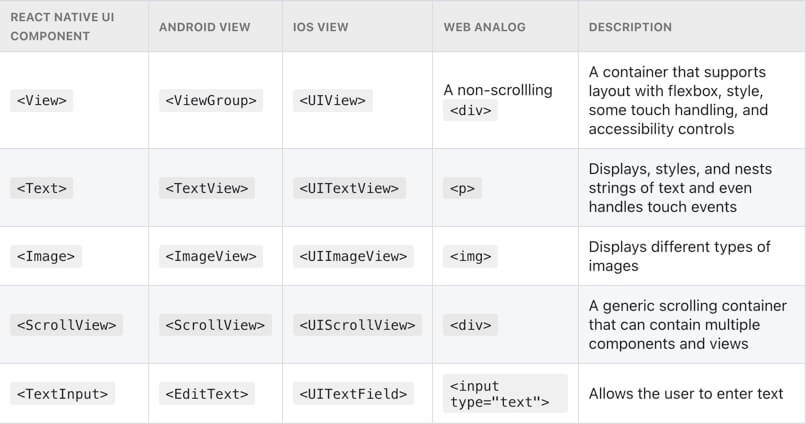 REACT NATIVE UI
COMPONENT
ANDROID VIEW
IOS VIEW
WEB ANALOG
DESCRIPTION
<View>
<ViewGroup>
<UIView>
A non-scrollling
<div>
A container that supports
layout with flexbox, style,
some touch handling, and
accessibility controls
<Text>
<TextView>
<UITextView>
<p>
Displays, styles, and nests
strings of text and even
handles touch events
<Image>
<ImageView>
<UIImageView>
<img>
Displays different types of
images
<ScrollView>
<ScrollView>
<UIScrollView>
<div>
A generic scrolling container
that can contain multiple
components and views
<TextInput>
<EditText>
<UITextField>
<input
type="text">
Allows the user to enter text